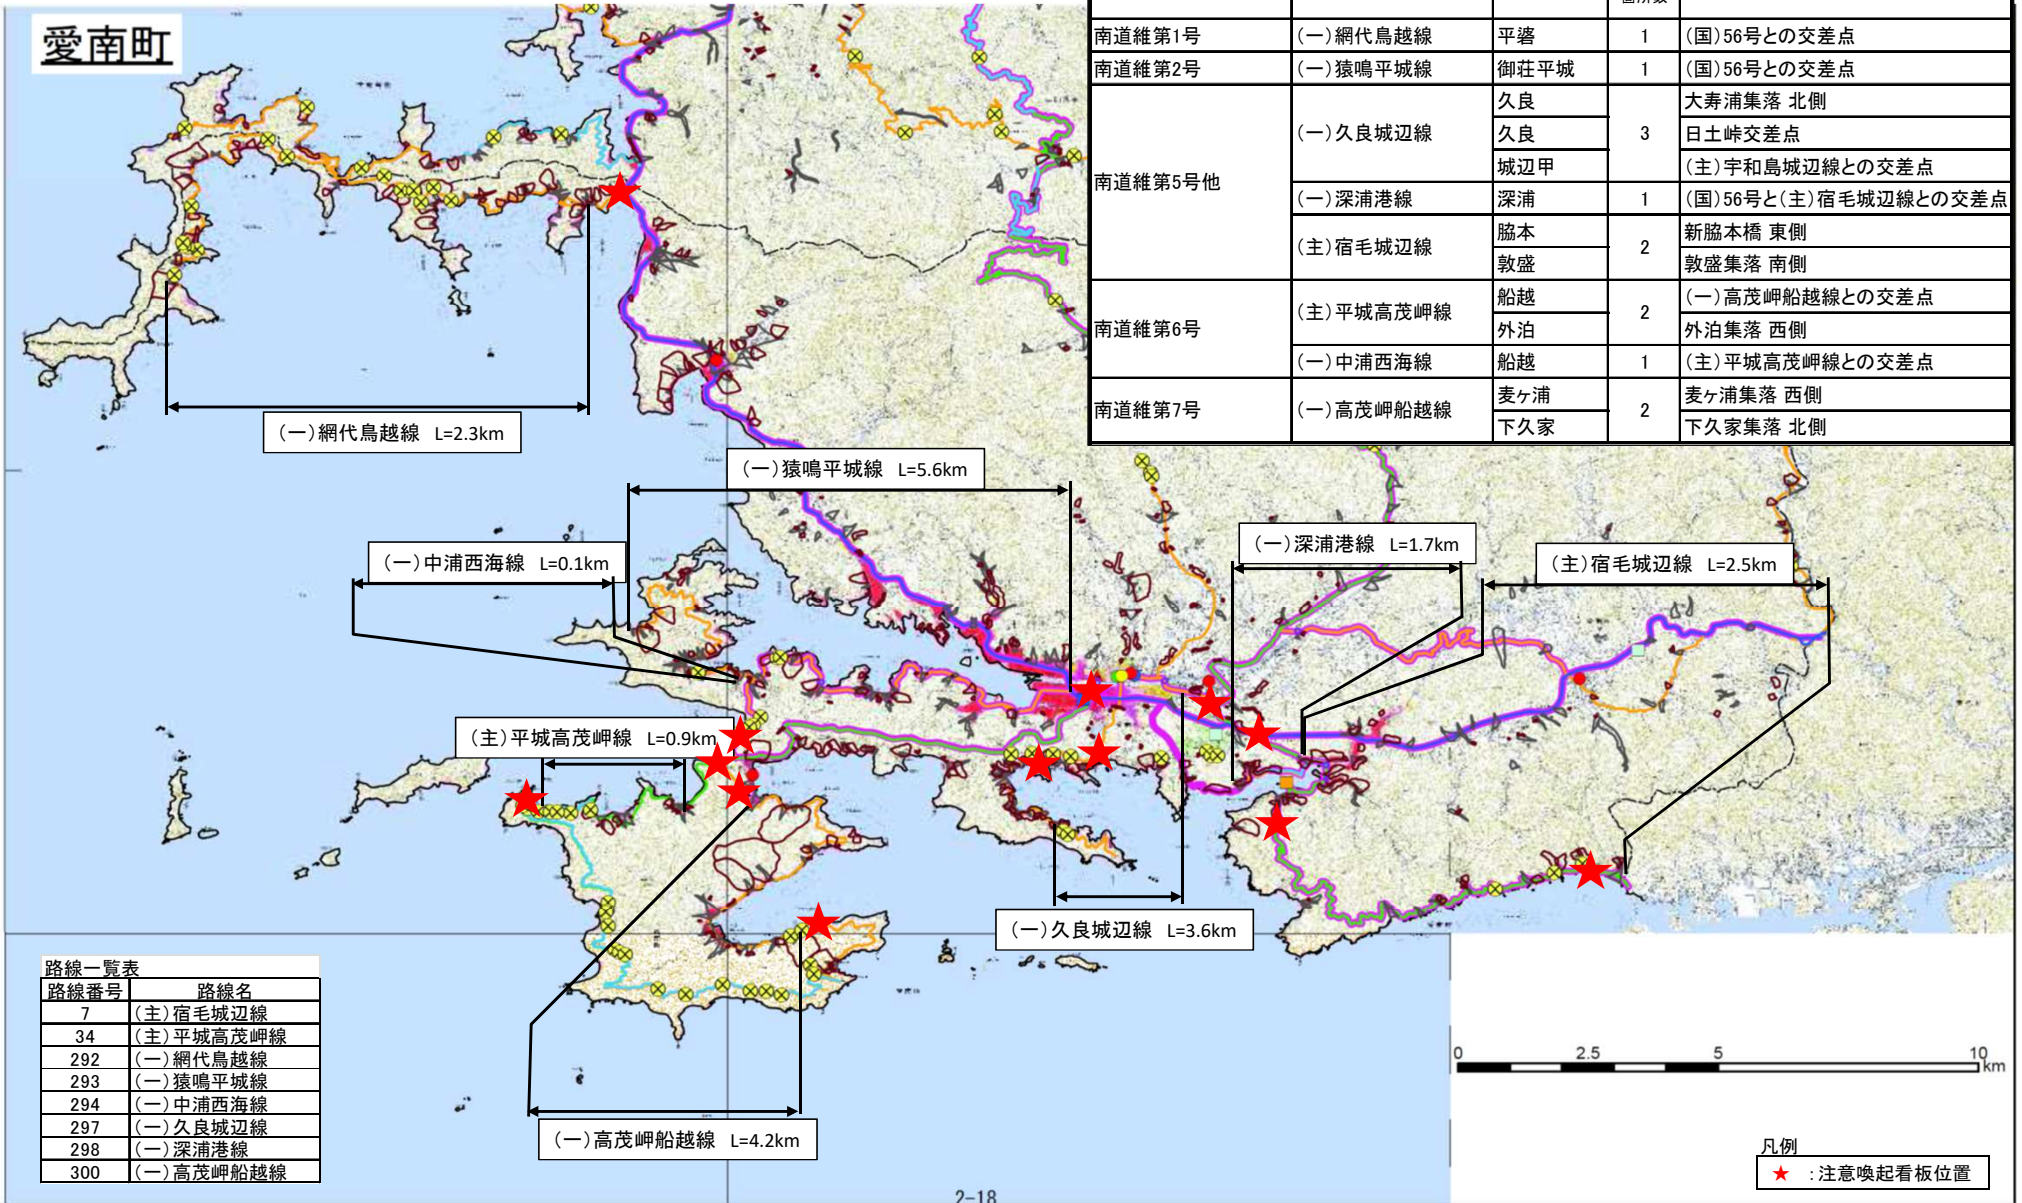 愛南町
箇所数
南道維第1号 (一)網代鳥越線 平碆 1 (国)56号との交差点
南道維第2号 (一)猿鳴平城線 御荘平城 1 (国)56号との交差点
南道維第5号他 (一)久良城辺線 久良 3 大寿浦集落 北側
久良 日土峠交差点
城辺甲 (主)宇和島城辺線との交差点
(一)深浦港線 深浦 1 (国)56号と(主)宿毛城辺線との交差点
(主)宿毛城辺線 脇本 2 新脇本橋 東側
敦盛 敦盛集落 南側
南道維第6号 (主)平城高茂岬線 船越 2 (一)高茂岬船越線との交差点
外泊 外泊集落 西側
(一)中浦西海線 船越 1 (主)平城高茂岬線との交差点
南道維第7号 (一)高茂岬船越線 麦ヶ浦 2 麦ヶ浦集落 西側
下久家 下久家集落 北側
(一)網代鳥越線 L=2.3km
(一)猿鳴平城線 L=5.6km
(一)中浦西海線 L=0.1km
(一)深浦港線 L=1.7km
(主)宿毛城辺線 L=2.5km
(主)平城高茂岬線 L=0.9km
(一)久良城辺線 L=3.6km
(一)高茂岬船越線 L=4.2km
路線一覧表
路線番号 路線名
7 (主)宿毛城辺線
34 (主)平城高茂岬線
292 (一)網代鳥越線
293 (一)猿鳴平城線
294 (一)中浦西海線
297 (一)久良城辺線
298 (一)深浦港線
300 (一)高茂岬船越線
0 2.5 5 10 km
凡例
★ :注意喚起看板位置
2-18